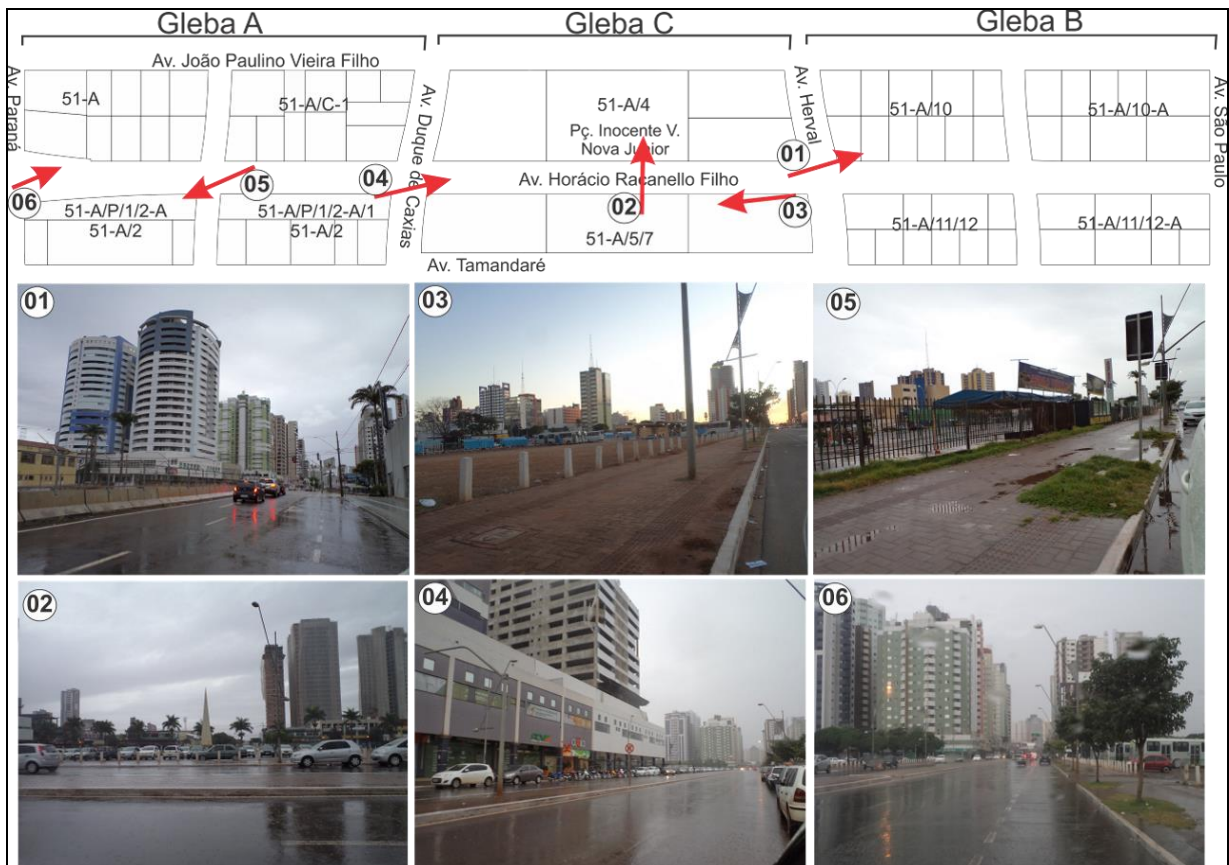 Gleba A
Gleba C
Gleba B
Av. João Paulino Vieira Filho
Av. Paraná
51-A
51-A/C-1
Av. Duque de Caxias
51-A/4
Pç. Inocente V.
Nova Junior
Av. Herval
51-A/10
51-A/10-A
Av. São Paulo
01
Av. Horácio Racanello Filho
06
05
04
02
03
51-A/P/1/2-A
51-A/2
51-A/P/1/2-A/1
51-A/2
51-A/5/7
51-A/11/12
51-A/11/12-A
Av. Tamandaré
01
03
05
02
04
06